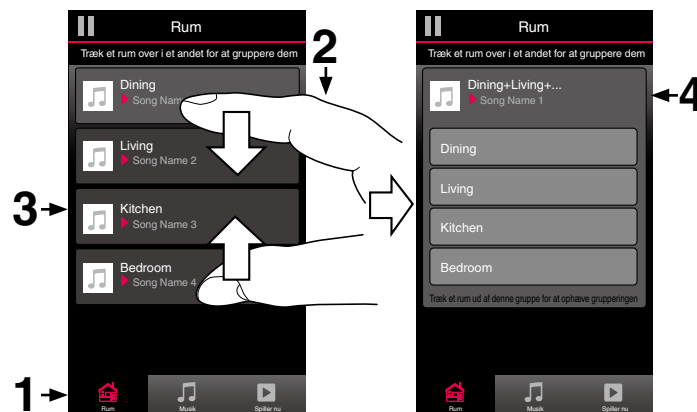 Rum
Træk et rum over i et andet for at gruppere dem
2
Dining
Song Nam
Living
Song Name 2
3
Kitchen
Song Name 3
Bedroom
Song Name 4
1
Rum
Musik
Spiller nu
Rum
Træk et rum over i et andet for at gruppere dem
Dining+Living+...
Song Name 1
4
Dining
Living
Kitchen
Bedroom
Træk et rum ud af denne gruppe for at ophæve grupperingen
Rum
Musik
Spiller nu